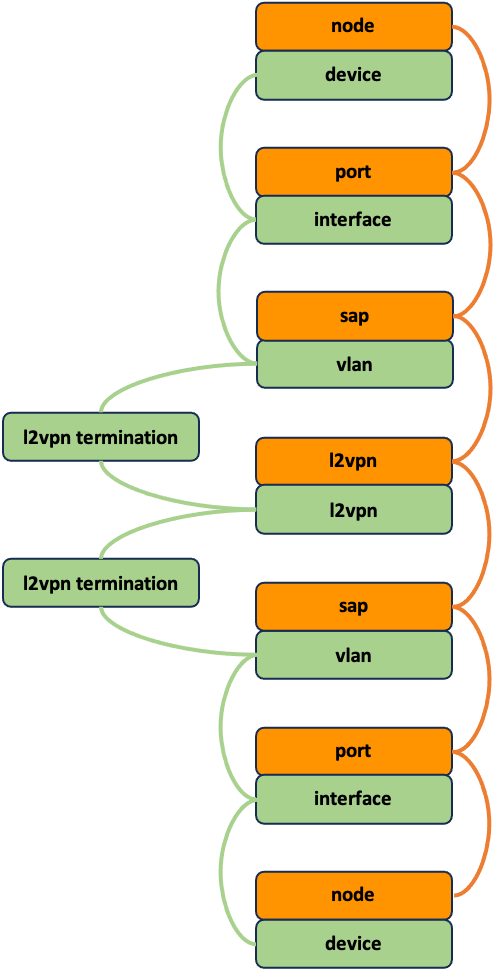 node
device
port
interface
sap
vlan
l2vpn termination
l2vpn
l2vpn
l2vpn termination
sap
vlan
port
interface
node
device